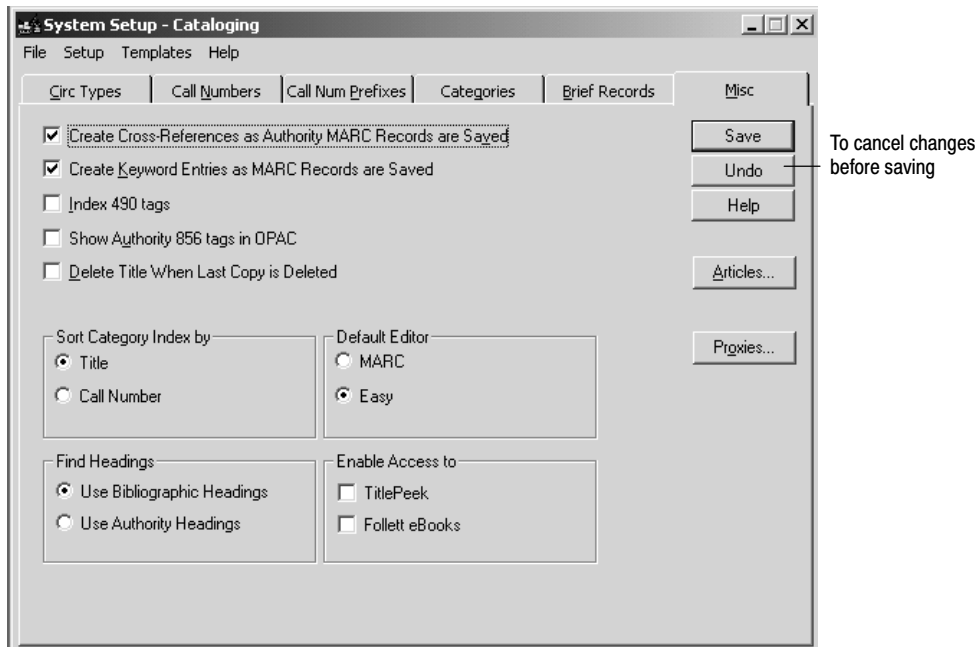 System Setup - Cataloging
File Setup Templates Help
Circ Types
Call Numbers
Call Num Prefixes
Categories
Brief Records
Misc
Create Cross-References as Authority MARC Records are Saved
Create Keyword Entries as MARC Records are Saved
Index 490 tags
Show Authority 856 tags in OPAC
Delete Title When Last Copy is Deleted
Save
Undo
Help
Articles...
Proxies...
To cancel changes
before saving
Sort Category Index by
Title
Call Number
Default Editor
MARC
Easy
Find Headings
Use Bibliographic Headings
Use Authority Headings
Enable Access to
TitlePeek
Follett eBooks